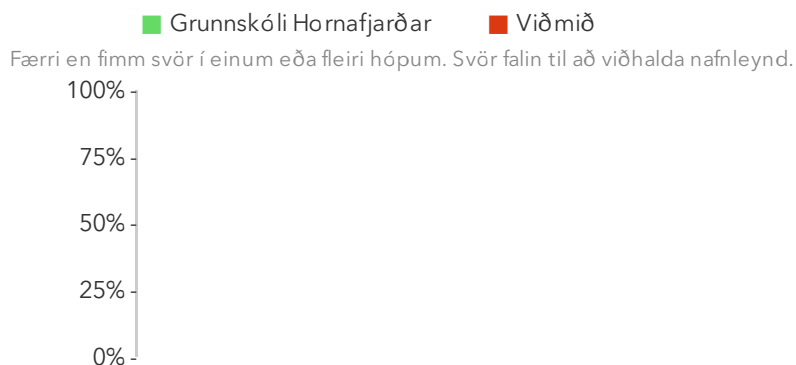 Grunnskóli Hornafjarðar Viðmið
Færri en fimm svör í einum eða fleiri hópum. Svör falin til að viðhalda nafnleynd.
100%
75%
50%
25%
0%